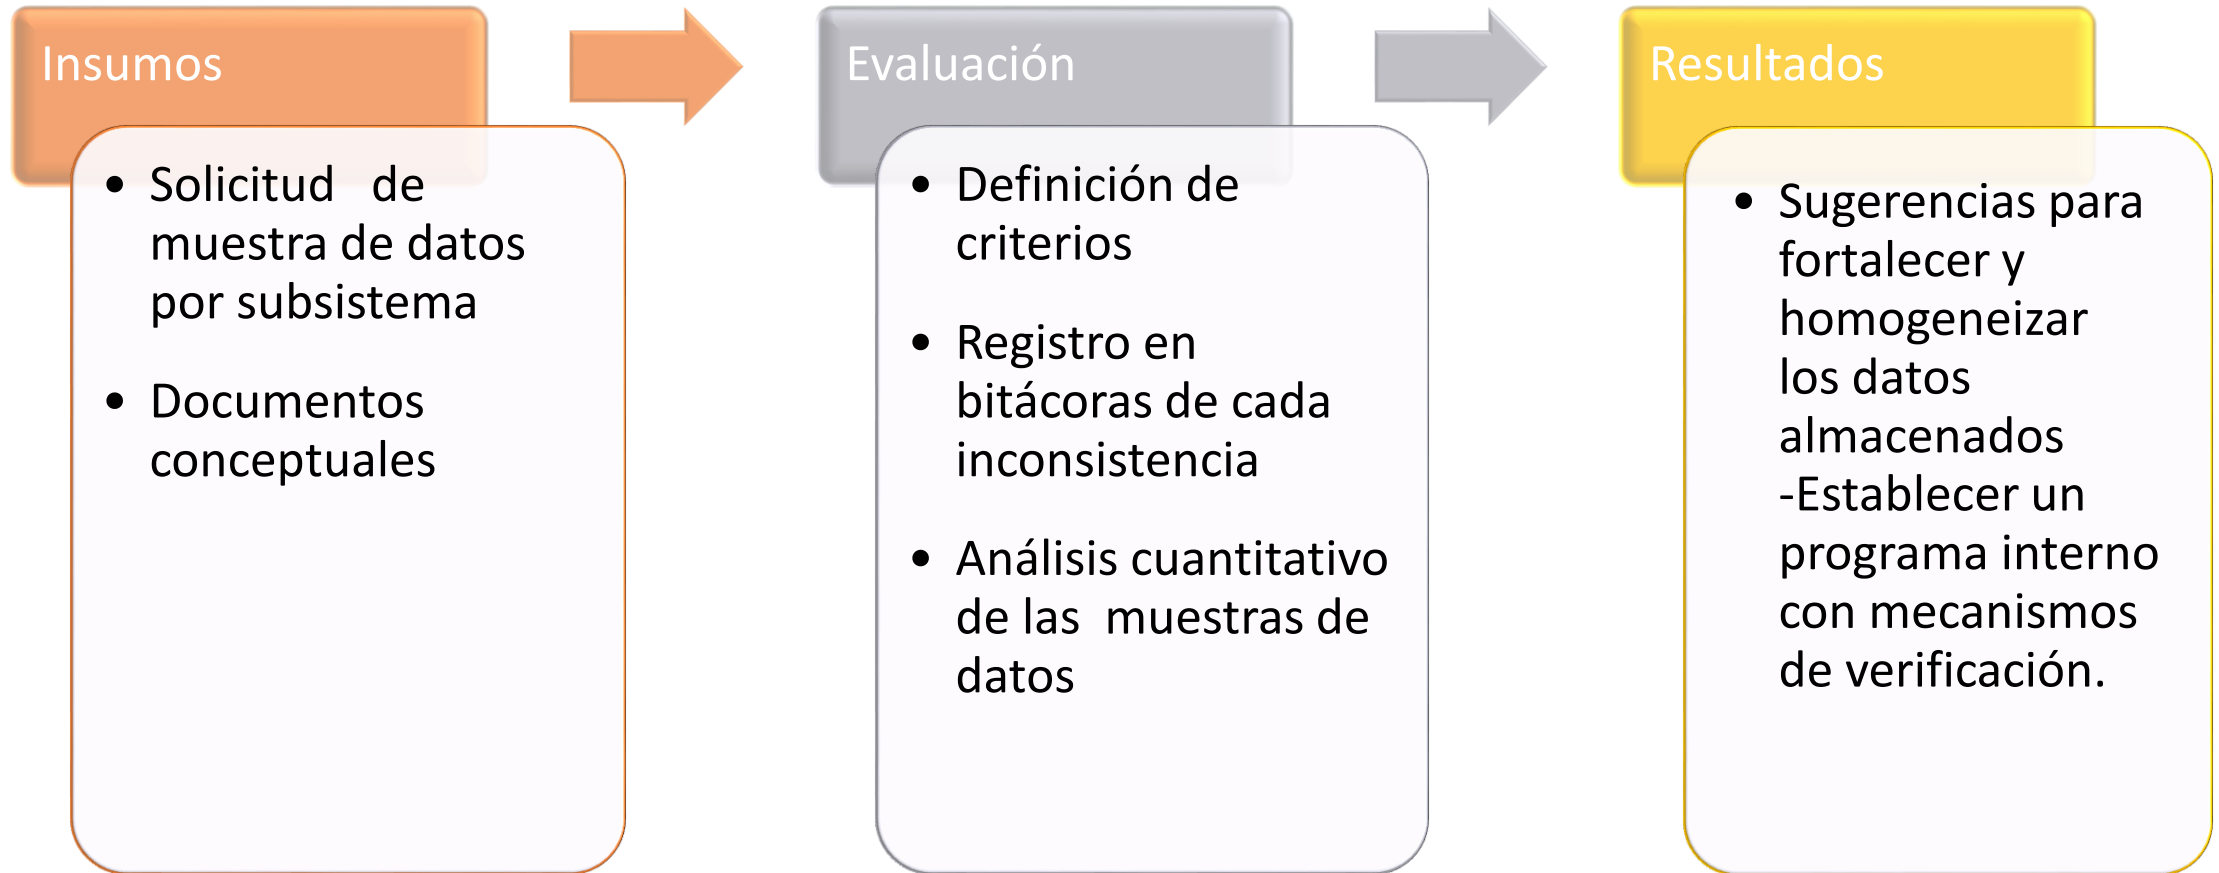 Insumos
• Solicitud de
muestra de datos
por subsistema
• Documentos
conceptuales
Evaluación
• Definición de
criterios
• Registro en
bitácoras de cada
inconsistencia
• Análisis cuantitativo
de las muestras de
datos
Resultados
• Sugerencias para
fortalecer y
homogeneizar
los datos
almacenados
-Establecer un
programa interno
con mecanismos
de verificación.